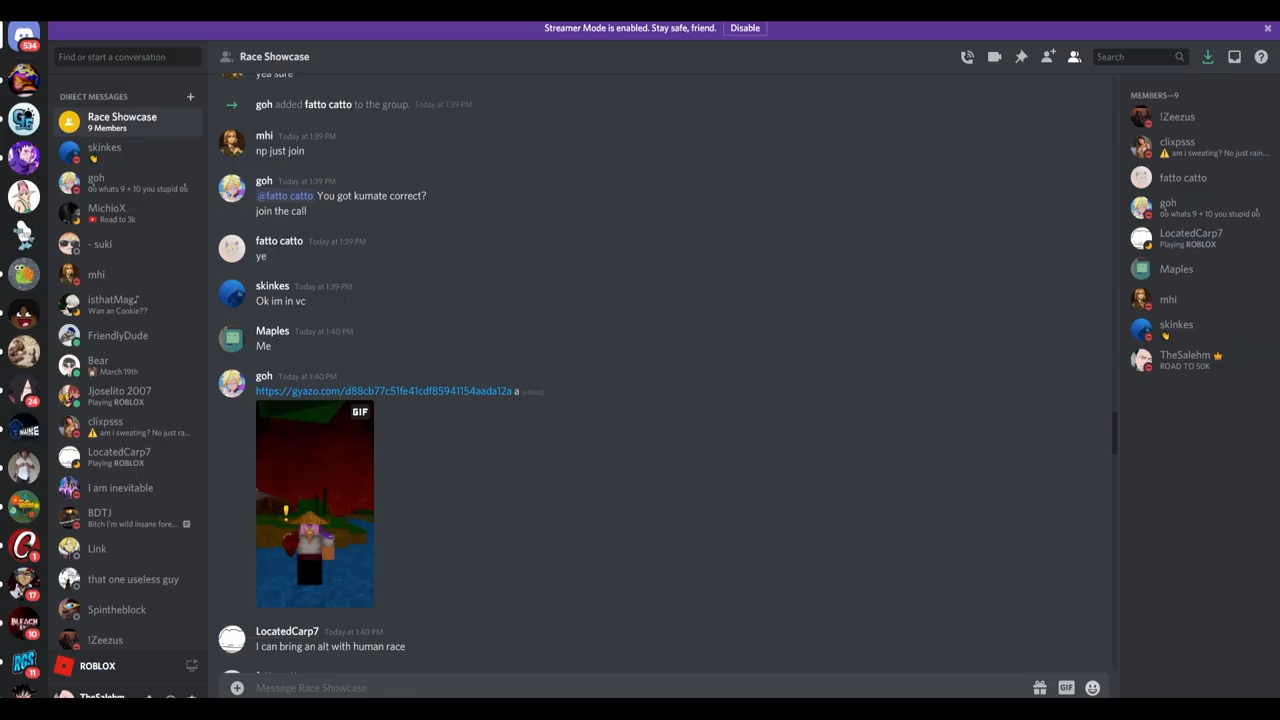 Streamer Mode is enabled. Stay safe, friend.
Disable
534
Find or start a conversation
Race Showcase
Search
DIRECT MESSAGES
Race Showcase
9 Members
skinkes
goh
oo whats 9 + 10 you stupid oo
MichioX
Road to 3k
- suki
mhi
isthatMag
Wan an Cookie??
FriendlyDude
Bear
March 19th
Jjoselito 2007
Playing ROBLOX
clixpsss
am i sweating? No just ra...
LocatedCarp7
Playing ROBLOX
I am inevitable
BDTJ
Bitch I'm wild insane fore...
Link
that one useless guy
Spintheblock
!Zeezus
ROBLOX
TheSalehm
24
1
17
BLEACH
10
RGS
11
yea sure
goh added fatto catto to the group. Today at 1:39 PM
mhi Today at 1:39 PM
np just join
goh Today at 1:39 PM
@fatto catto You got kumate correct?
join the call
fatto catto Today at 1:39 PM
ye
skinkes Today at 1:39 PM
Ok im in vc
Maples Today at 1:40 PM
Me
goh Today at 1:40 PM
https://gyazo.com/d88cb77c51fe41cdf85941154aada12a a (edited)
GIF
LocatedCarp7 Today at 1:40 PM
I can bring an alt with human race
Message Race Showcase
GIF
MEMBERS—9
!Zeezus
clixpsss
am i sweating? No just rain...
fatto catto
goh
oo whats 9 + 10 you stupid oo
LocatedCarp7
Playing ROBLOX
Maples
mhi
skinkes
TheSalehm
ROAD TO 50K